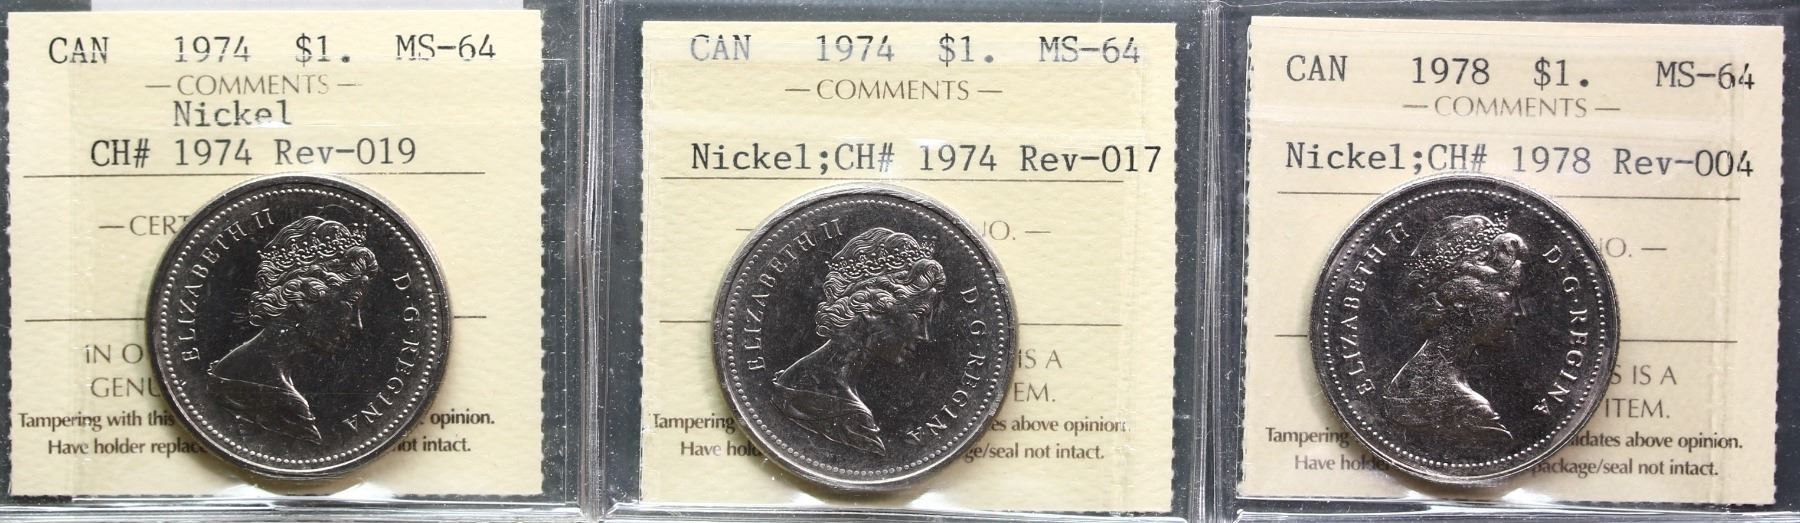 CAN 1974 $1. MS-64
— COMMENTS —
Nickel
CH# 1974 Rev-019
— CERT
IN O
GENU
Tampering with this opinion.
Have holder replac not intact.
ELIZABETH II D·G·REGINA
CAN 1974 $1. MS-64
— COMMENTS —
Nickel;CH# 1974 Rev-017
— NO. —
IS A
EM.
Tampering es above opinion.
Have hold ge/seal not intact.
ELIZABETH II D·G·REGINA
CAN 1978 $1. MS-64
— COMMENTS —
Nickel;CH# 1978 Rev-004
NO. —
S IS A
ITEM.
Tampering idates above opinion.
Have holder package/seal not intact.
ELIZABETH II D·G·REGINA